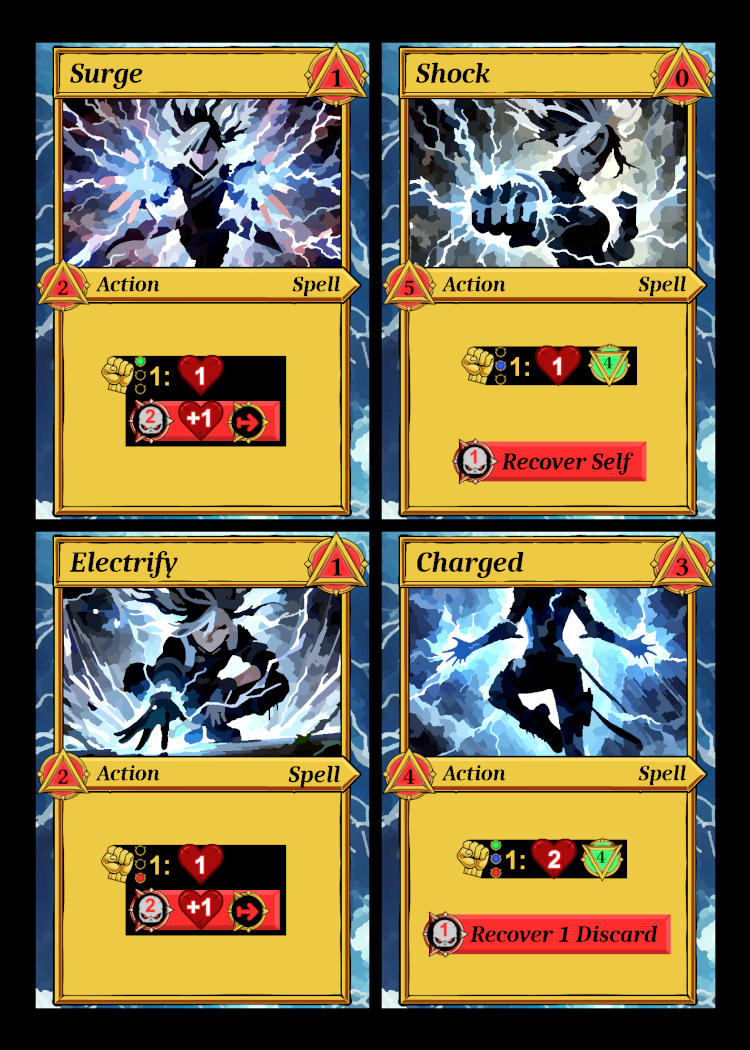 Surge 1
2 Action Spell
1: 1
2 +1
Shock 0
5 Action Spell
1: 1 4
1 Recover Self
Electrify 1
2 Action Spell
1: 1
2 +1
Charged 3
4 Action Spell
1: 2 4
1 Recover 1 Discard